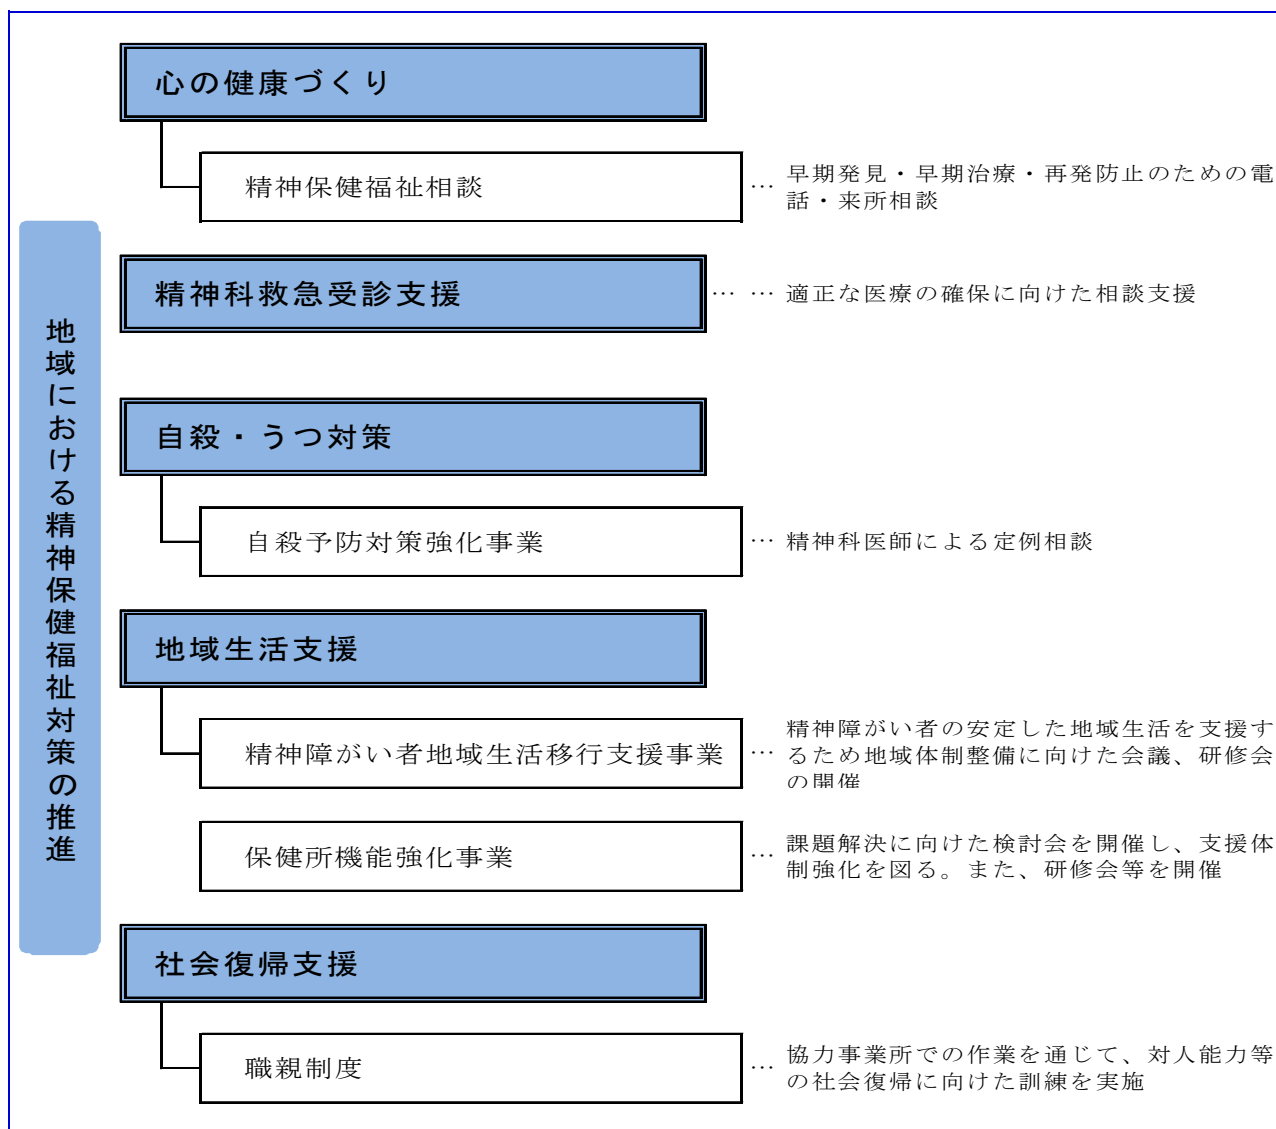 地域における精神保健福祉対策の推進
心の健康づくり
精神保健福祉相談
… 早期発見・早期治療・再発防止のための電
話・来所相談
精神科救急受診支援
… … 適正な医療の確保に向けた相談支援
自殺・うつ対策
自殺予防対策強化事業
… 精神科医師による定例相談
地域生活支援
精神障がい者地域生活移行支援事業
… 精神障がい者の安定した地域生活を支援す
るため地域体制整備に向けた会議、研修会
の開催
保健所機能強化事業
… 課題解決に向けた検討会を開催し、支援体
制強化を図る。また、研修会等を開催
社会復帰支援
職親制度
… 協力事業所での作業を通じて、対人能力等
の社会復帰に向けた訓練を実施